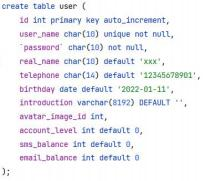 create table user (
id int primary key auto_increment,
user_name char(10) unique not null,
`password` char(10) not null,
real_name char(10) default 'xxx',
telephone char(14) default '12345678901',
birthday date default '2022-01-11',
introduction varchar(8192) DEFAULT '',
avatar_image_id int,
account_level int default 0,
sms_balance int default 0,
email_balance int default 0
);